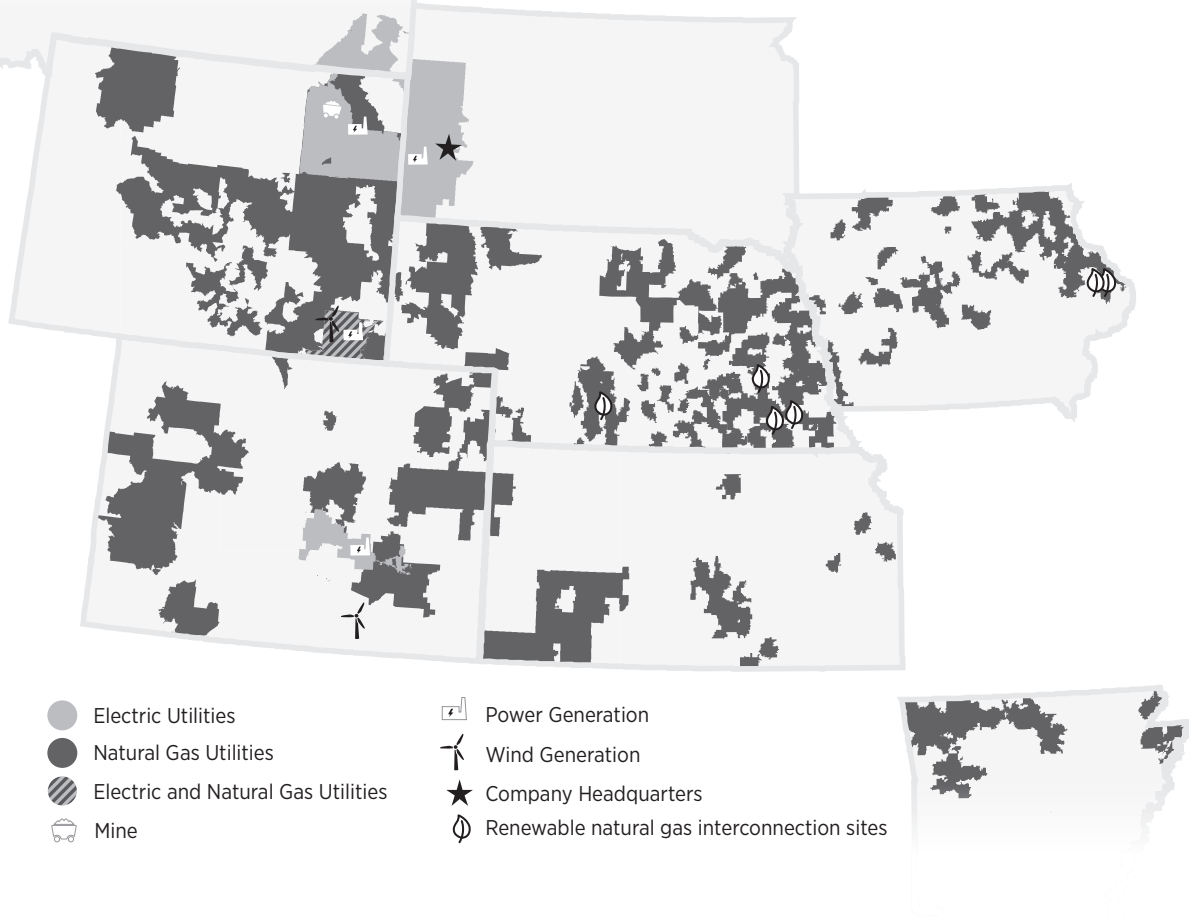 Electric Utilities
Natural Gas Utilities
Electric and Natural Gas Utilities
Mine
Power Generation
Wind Generation
Company Headquarters
Renewable natural gas interconnection sites